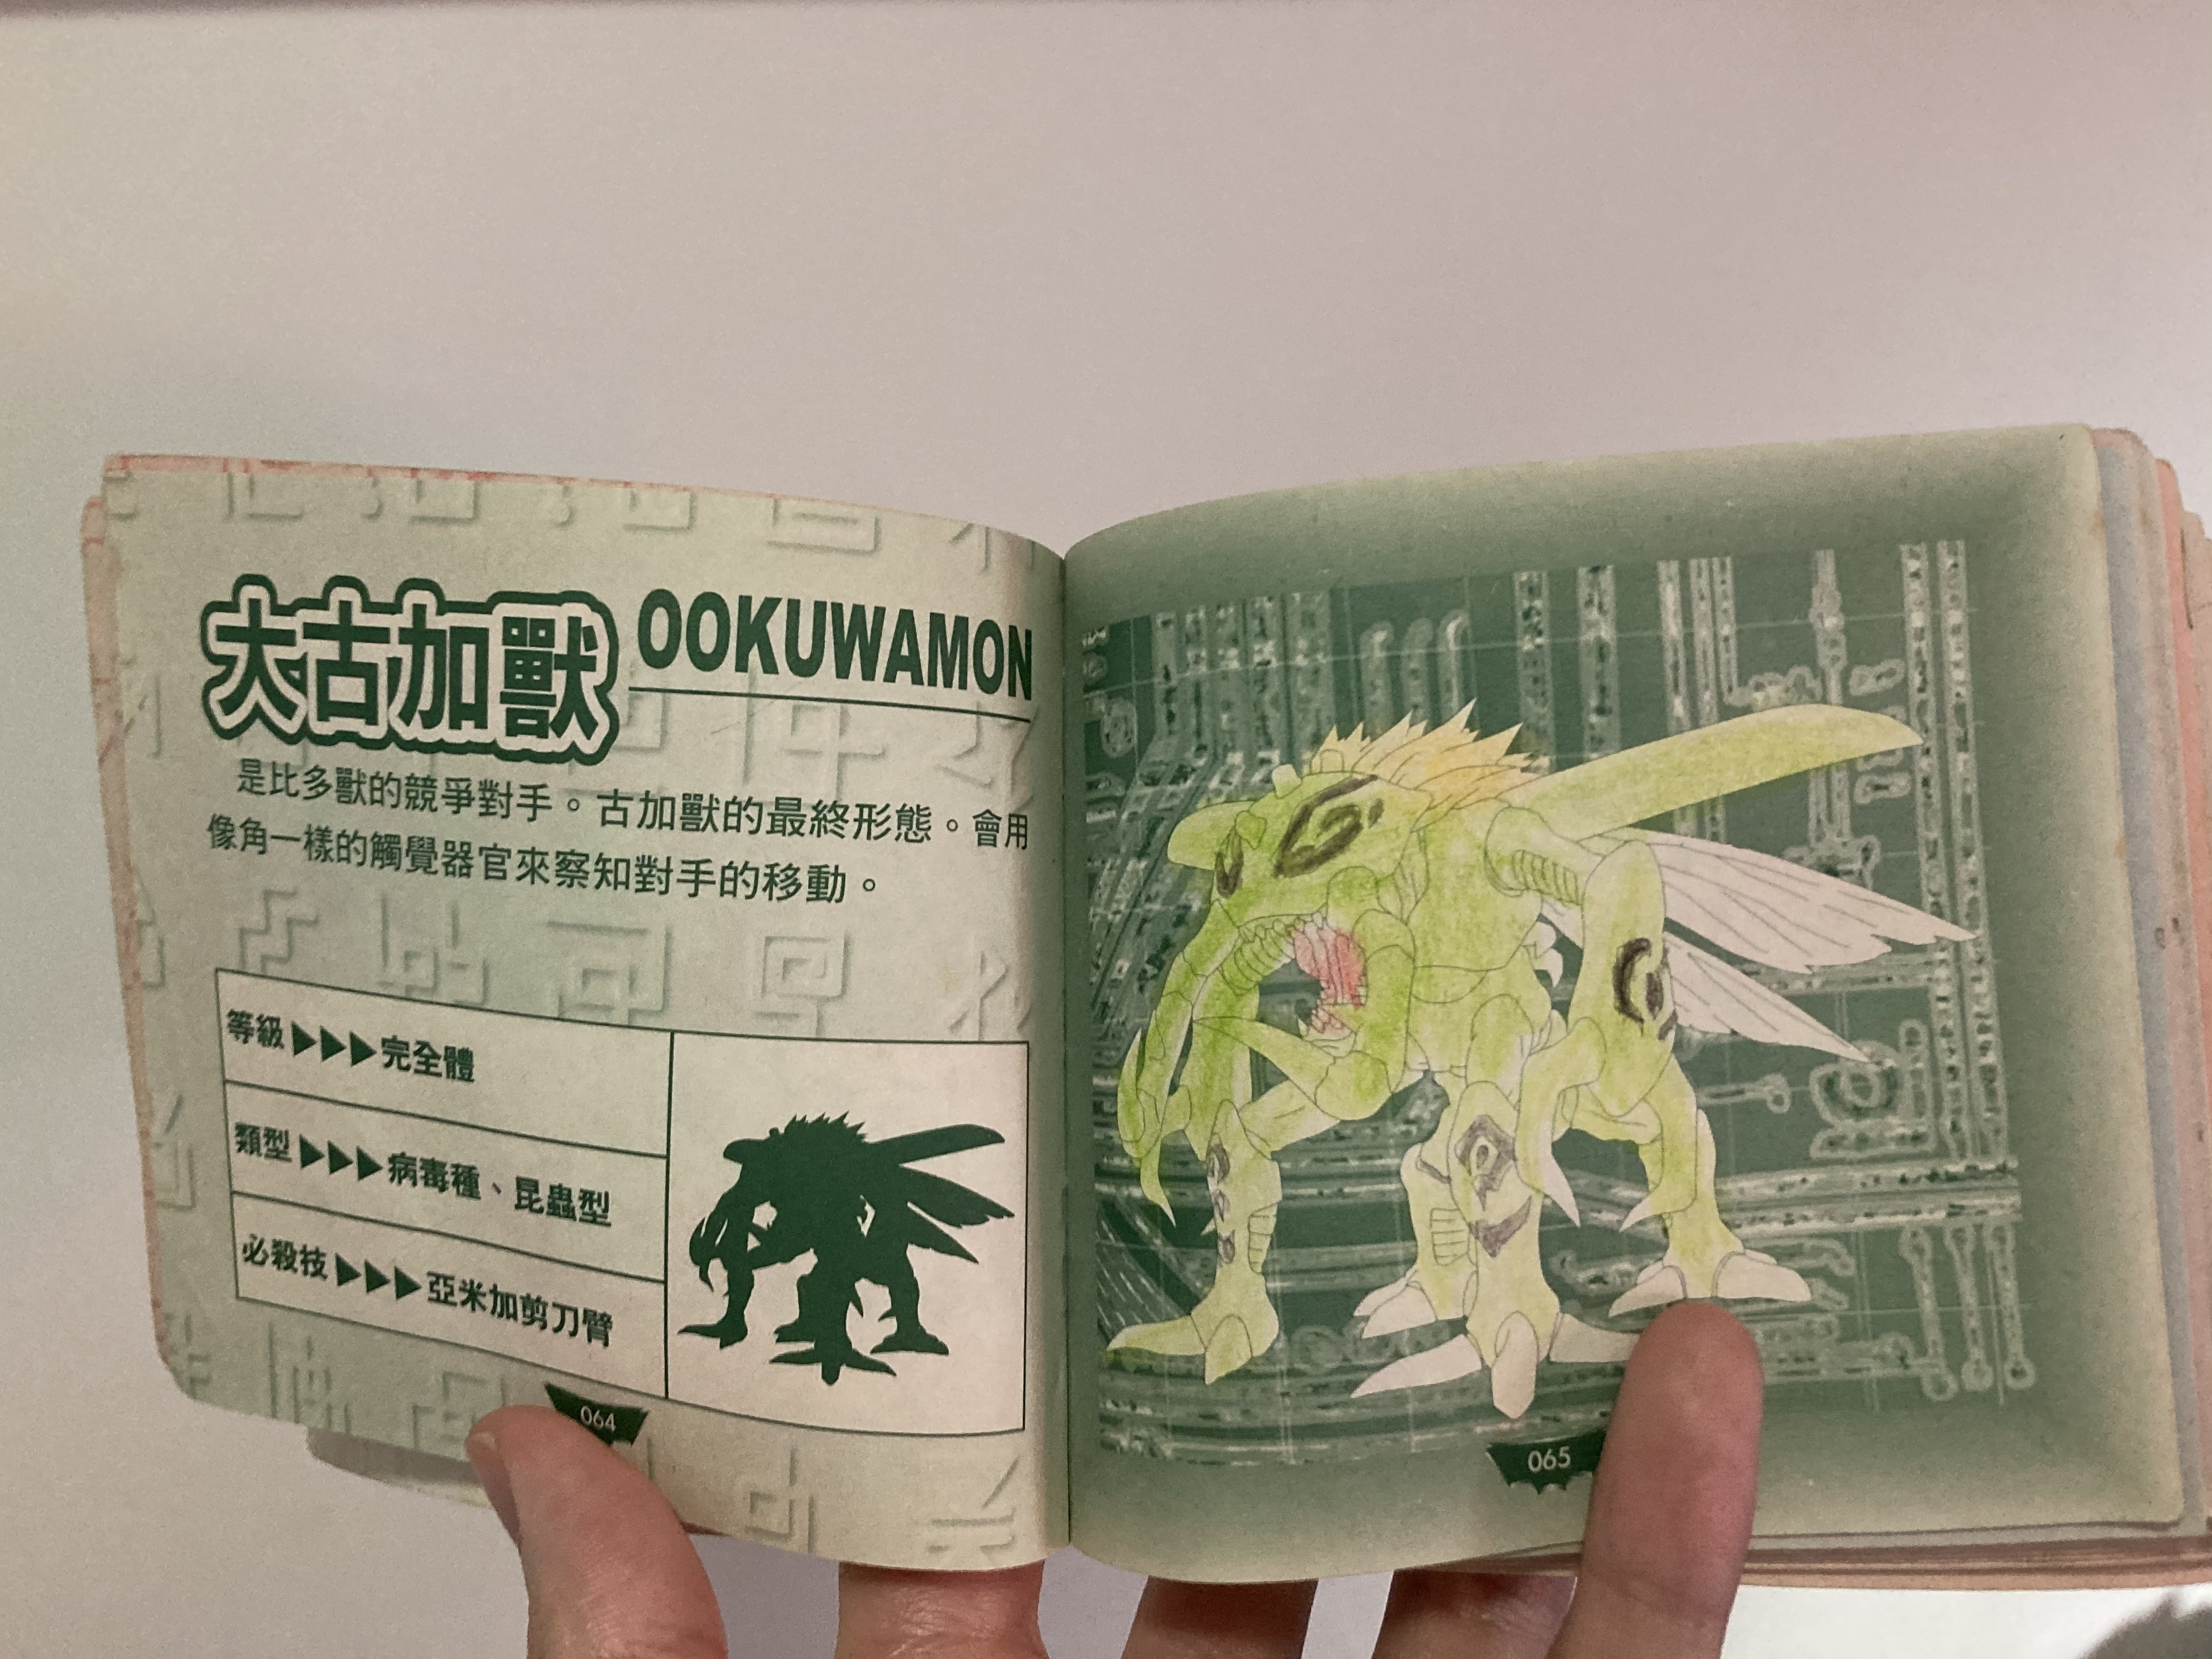 大古加獸 OOKUWAMON
是比多獸的競爭對手。古加獸的最終形態。會用
像角一樣的觸覺器官來察知對手的移動。
等級▶▶▶完全體
類型▶▶▶病毒種、昆蟲型
必殺技▶▶▶亞米加剪刀臂
064
065